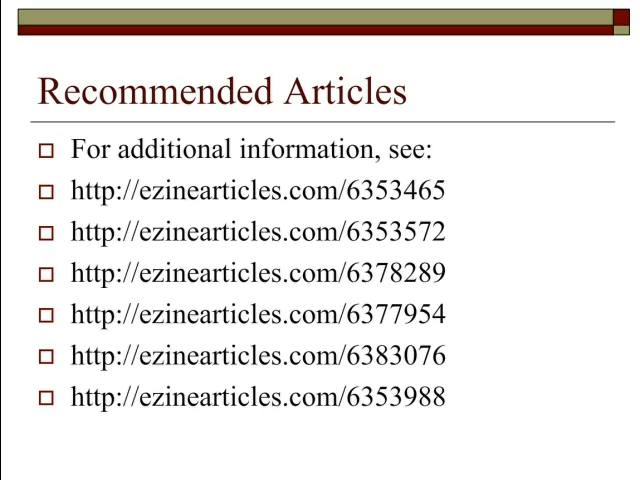 Recommended Articles
For additional information, see:
http://ezinearticles.com/6353465
http://ezinearticles.com/6353572
http://ezinearticles.com/6378289
http://ezinearticles.com/6377954
http://ezinearticles.com/6383076
http://ezinearticles.com/6353988